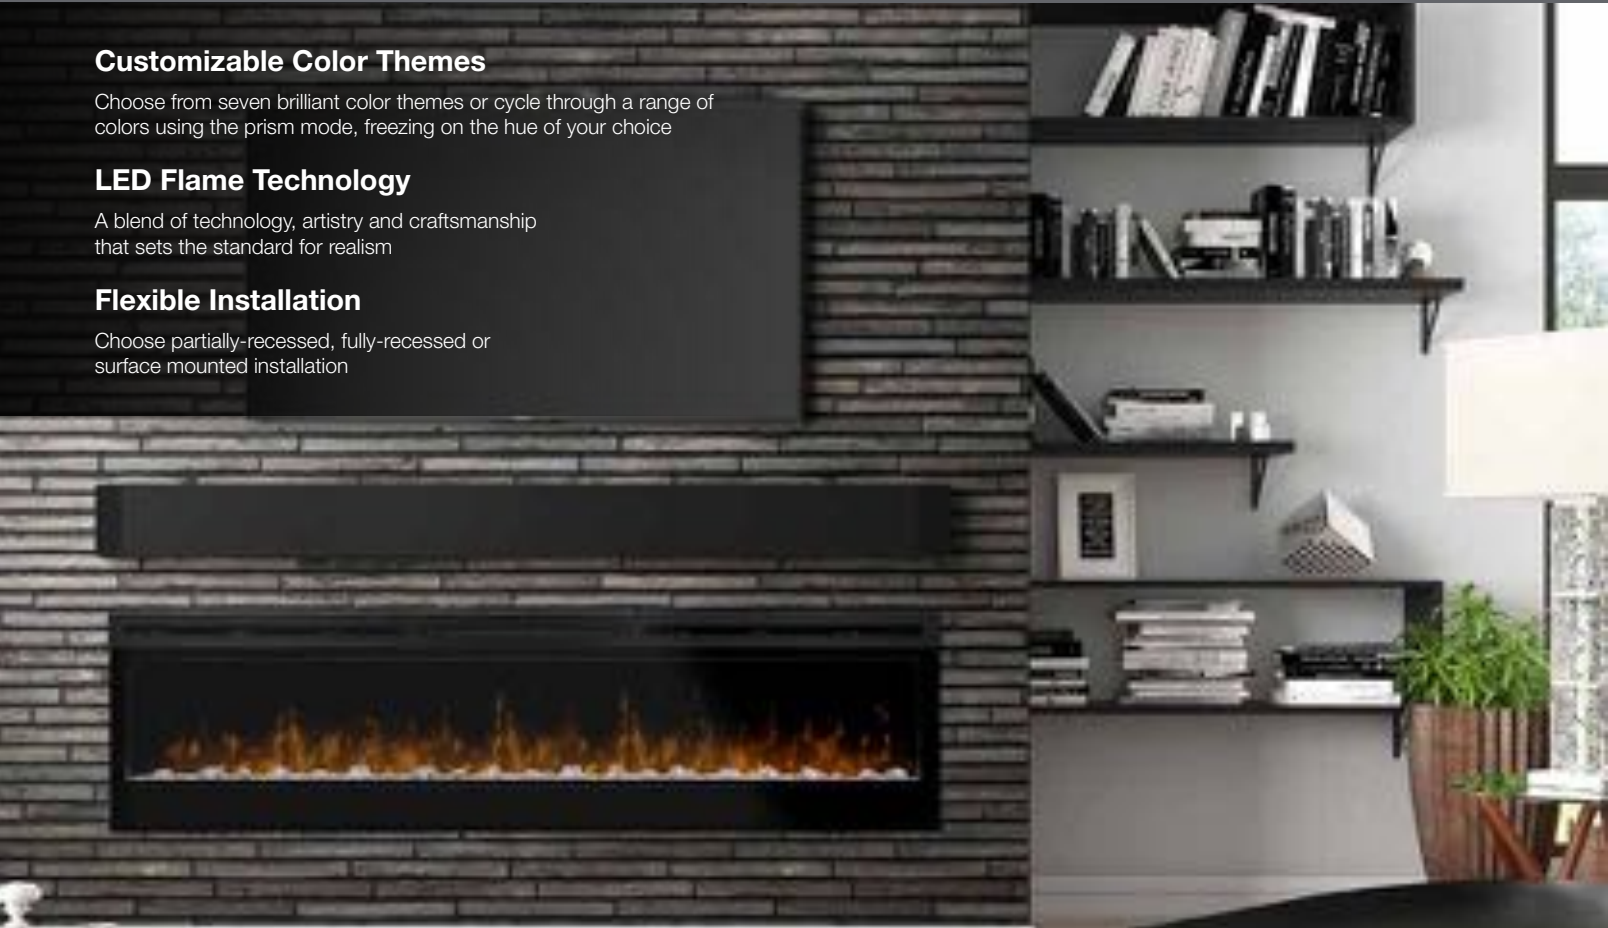 Customizable Color Themes
Choose from seven brilliant color themes or cycle through a range of
colors using the prism mode, freezing on the hue of your choice
LED Flame Technology
A blend of technology, artistry and craftsmanship
that sets the standard for realism
Flexible Installation
Choose partially-recessed, fully-recessed or
surface mounted installation